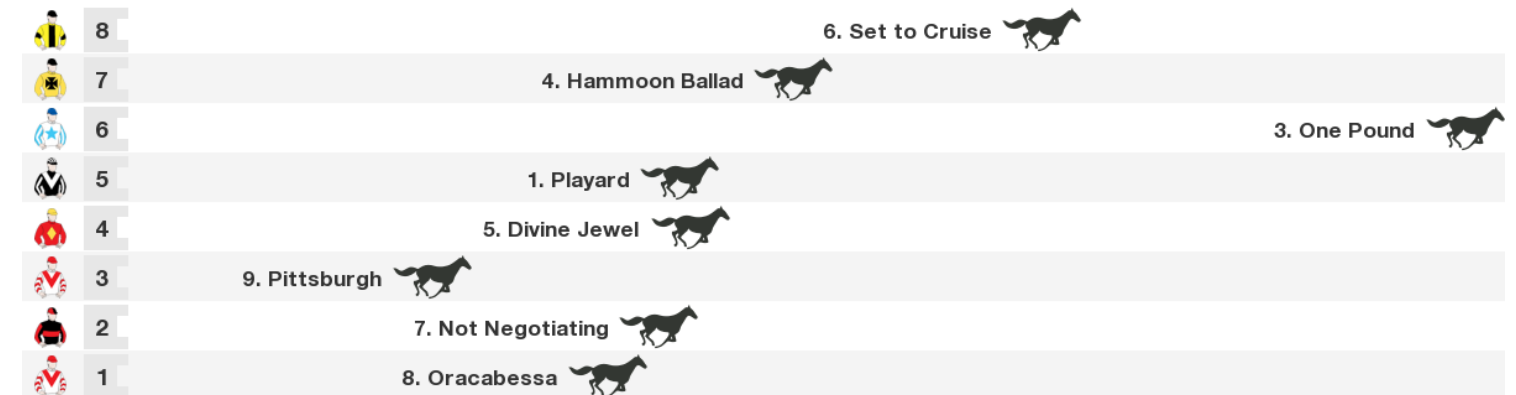 8 6. Set to Cruise
7 4. Hammoon Ballad
6 3. One Pound
5 1. Playard
4 5. Divine Jewel
3 9. Pittsburgh
2 7. Not Negotiating
1 8. Oracabessa